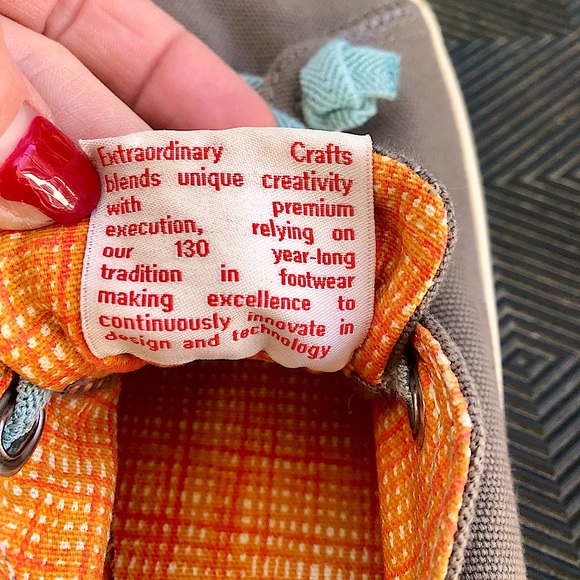 Extraordinary Crafts
blends unique creativity
with premium
execution, relying on
our 130 year-long
tradition in footwear
making excellence to
continuously innovate in
design and technology